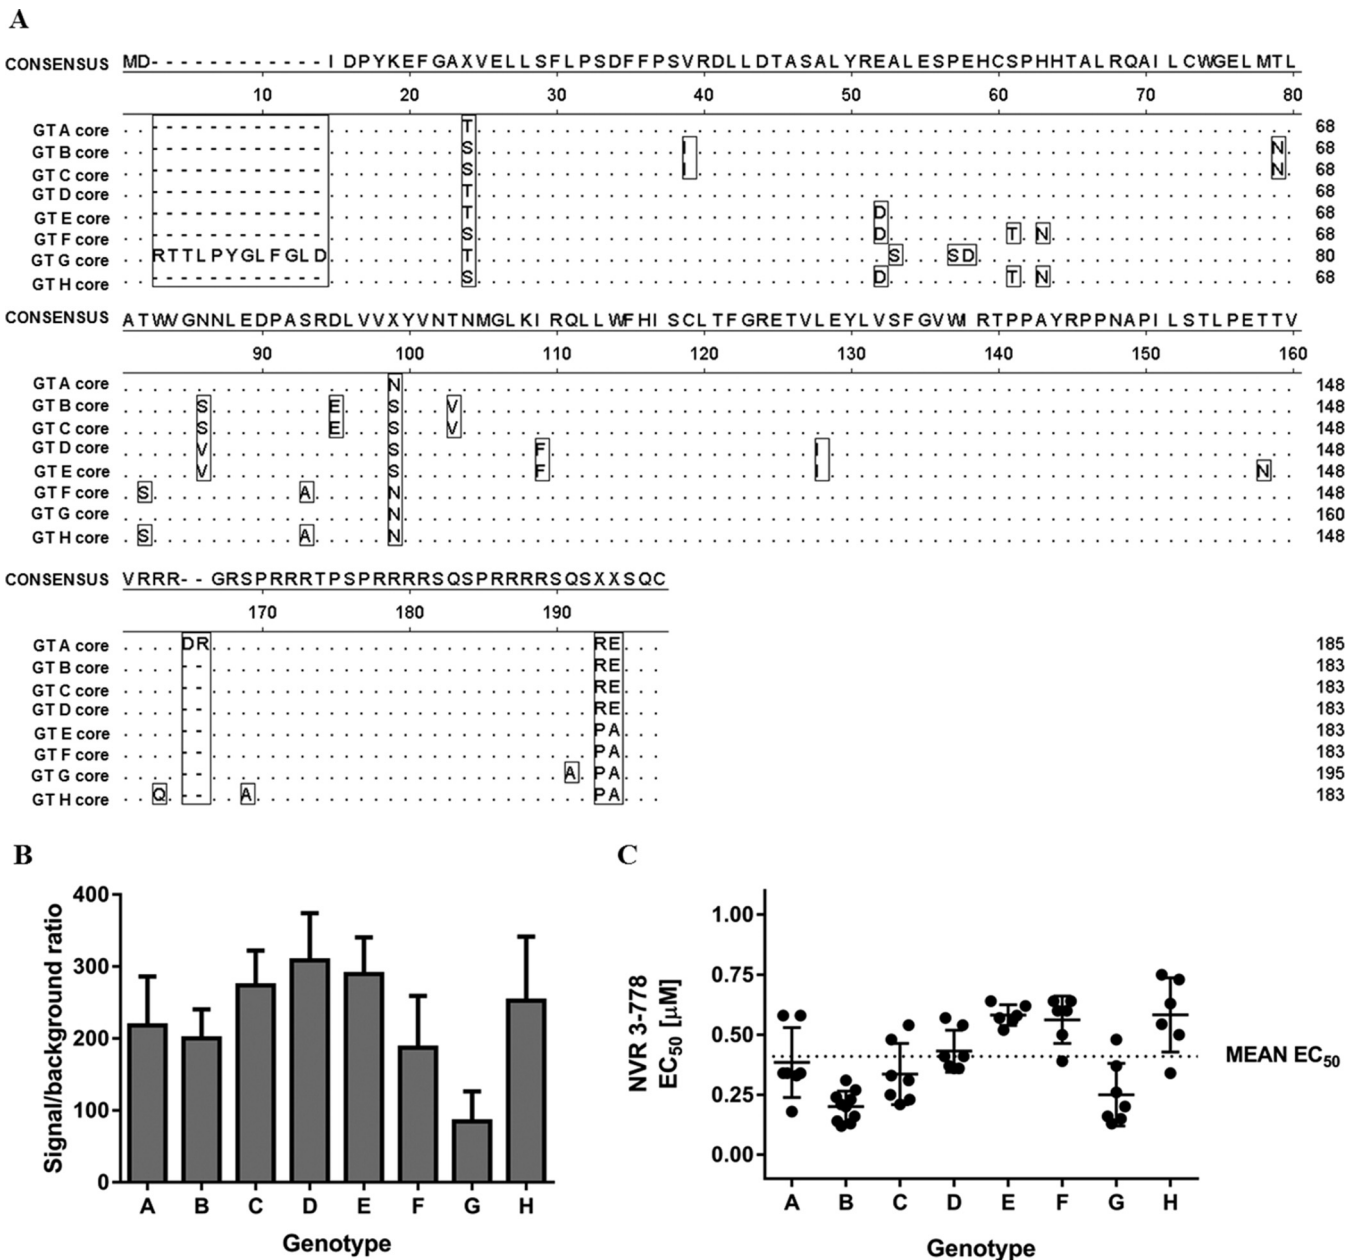 A
CONSENSUS MD------------IDPYKEFGAXVELLSFLPSDFFPSVRDLLDTASALYREALESPEHCSPHHTALRQAILCWGELMTL
10 20 30 40 50 60 70 80
GT A core ------------ T 68
GT B core ------------ S I N 68
GT C core ------------ S I N 68
GT D core ------------ T 68
GT E core ------------ T D 68
GT F core ------------ S D T N 68
GT G core RTTLPYGLFGLD T S SD 80
GT H core ------------ S D T N 68
CONSENSUS ATWVGNNLEDPASRDLVVXYVNTNMGLKIRQLLWFHISCLTFGRETVLEYLVSFGVWIRTPPAYRPPNAPILSTLPETTV
90 100 110 120 130 140 150 160
GT A core N 148
GT B core S E S V 148
GT C core S E S V 148
GT D core V S F I 148
GT E core V S F I N 148
GT F core S A N 148
GT G core N 160
GT H core S A N 148
CONSENSUS VRRR--GRSPRRRTPSPRRRRSQSPRRRRSQSXXSQC
170 180 190
GT A core DR RE 185
GT B core -- RE 183
GT C core -- RE 183
GT D core -- RE 183
GT E core -- PA 183
GT F core -- PA 183
GT G core -- A PA 195
GT H core Q -- A PA 183
B
Signal/background ratio
400
300
200
100
0
A B C D E F G H
Genotype
C
NVR 3-778
EC50 [µM]
1.00
0.75
0.50
0.25
0.00
MEAN EC50
A B C D E F G H
Genotype